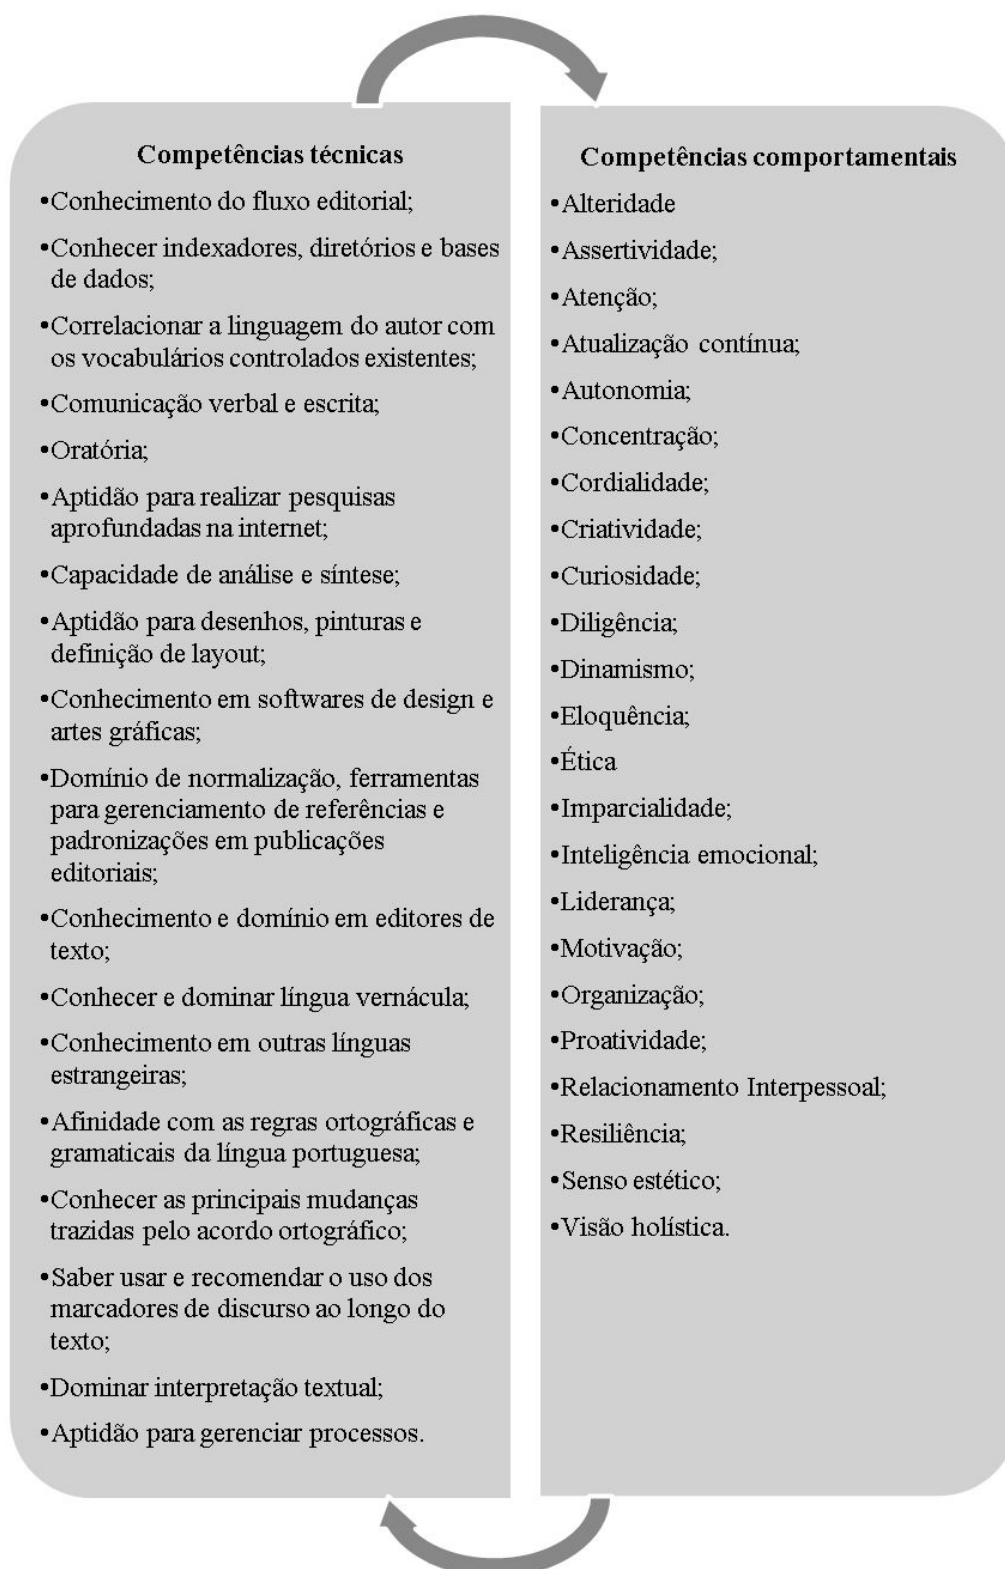 Competências técnicas
•Conhecimento do fluxo editorial;
•Conhecer indexadores, diretórios e bases
de dados;
•Correlacionar a linguagem do autor com
os vocabulários controlados existentes;
•Comunicação verbal e escrita;
•Oratória;
•Aptidão para realizar pesquisas
aprofundadas na internet;
•Capacidade de análise e síntese;
•Aptidão para desenhos, pinturas e
definição de layout;
•Conhecimento em softwares de design e
artes gráficas;
•Domínio de normalização, ferramentas
para gerenciamento de referências e
padronizações em publicações
editoriais;
•Conhecimento e domínio em editores de
texto;
•Conhecer e dominar língua vernácula;
•Conhecimento em outras línguas
estrangeiras;
•Afinidade com as regras ortográficas e
gramaticais da língua portuguesa;
•Conhecer as principais mudanças
trazidas pelo acordo ortográfico;
•Saber usar e recomendar o uso dos
marcadores de discurso ao longo do
texto;
•Dominar interpretação textual;
•Aptidão para gerenciar processos.
Competências comportamentais
•Alteridade
•Assertividade;
•Atenção;
•Atualização contínua;
•Autonomia;
•Concentração;
•Cordialidade;
•Criatividade;
•Curiosidade;
•Diligência;
•Dinamismo;
•Eloquência;
•Ética
•Imparcialidade;
•Inteligência emocional;
•Liderança;
•Motivação;
•Organização;
•Proatividade;
•Relacionamento Interpessoal;
•Resiliência;
•Senso estético;
•Visão holística.